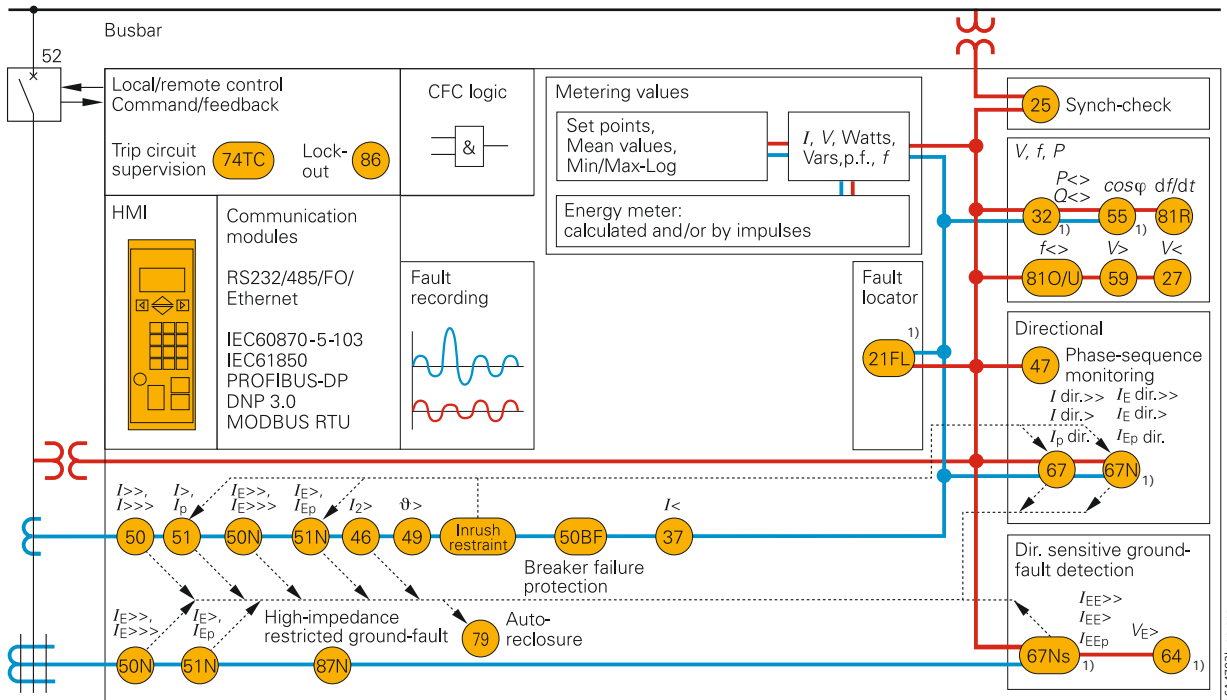 Busbar
52
Local/remote control
Command/feedback
Trip circuit
supervision
74TC
Lock-
out
86
CFC logic
&
Metering values
Set points,
Mean values,
Min/Max-Log
I, V, Watts,
Vars,p.f., f
Energy meter:
calculated and/or by impulses
25
Synch-check
V, f, P
P<>
Q<>
cosφ
df/dt
32
1)
55
1)
81R
f<>
V>
V<
81O/U
59
27
HMI
Communication
modules
RS232/485/FO/
Ethernet
IEC60870-5-103
IEC61850
PROFIBUS-DP
DNP 3.0
MODBUS RTU
Fault
recording
Fault
locator
1)
21FL
Directional
47
Phase-sequence
monitoring
I dir.>>
I dir.>
Ip dir.
IE dir.>>
IE dir.>
IEp dir.
67
67N
1)
I>>,
I>>>
I>,
Ip
IE>>,
IE>>>
IE>,
IEp
I2>
ϑ>
I<
50
51
50N
51N
46
49
Inrush
restraint
50BF
37
Breaker failure
protection
IE>>,
IE>>>
IE>,
IEp
High-impedance
restricted ground-fault
79
Auto-
reclosure
50N
51N
87N
Dir. sensitive ground-
fault detection
IEE>>
IEE>
IEEp
VE>
67Ns
1)
64
1)